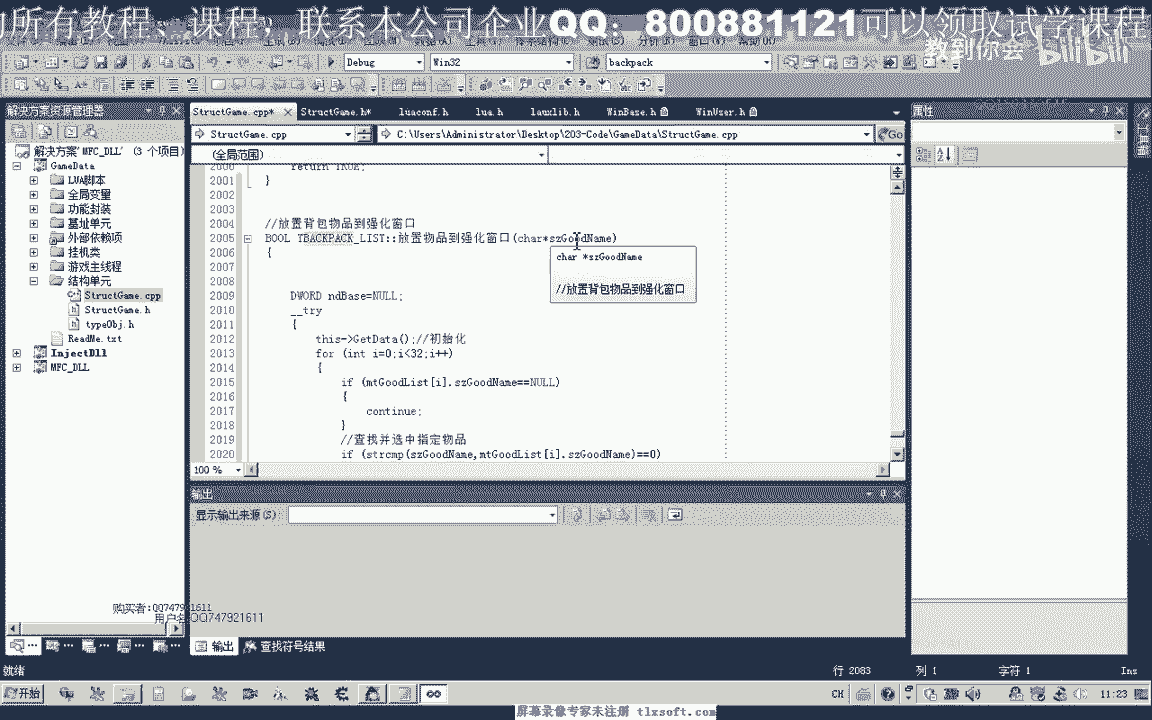 所有教程、课程，联系本公司企业QQ：800881121可以领取试学课程
教到你会
bilibili
Debug
Win32
backpack
解决方案资源管理器
StructGame.cpp*
StructGame.h*
luaconf.h
lua.h
lauxlib.h
WinBase.h
WinUser.h
属性
StructGame.cpp
C:\Users\Administrator\Desktop\203-Code\GameData\StructGame.cpp
Go
(全局范围)
解决方案"MFC_DLL" (3 个项目)
GameData
LUA脚本
全局变量
功能封装
基址单元
外部依赖项
挂机类
游戏主线程
结构单元
StructGame.cpp
StructGame.h
typeObj.h
ReadMe.txt
InjectDll
MFC_DLL
2000 return TRUE;
2001 }
2002
2003
2004 //放置背包物品到强化窗口
2005 BOOL TBACKPACK_LIST::放置物品到强化窗口(char*szGoodName)
2006 {
2007
2008
2009 DWORD ndBase=NULL;
2010 __try
2011 {
2012 this->GetData();//初始化
2013 for (int i=0;i<32;i++)
2014 {
2015 if (mtGoodList[i].szGoodName==NULL)
2016 {
2017 continue;
2018 }
2019 //查找并选中指定物品
2020 if (strcmp(szGoodName,mtGoodList[i].szGoodName)==0)
char *szGoodName
//放置背包物品到强化窗口
100 %
输出
显示输出来源(S):
购买者:QQ747921611
用户名:QQ747921611
输出
查找符号结果
就绪
行 2083
列 1
字符 1
Ins
开始
CH
11:23
屏幕录像专家未注册 tlxsoft.com